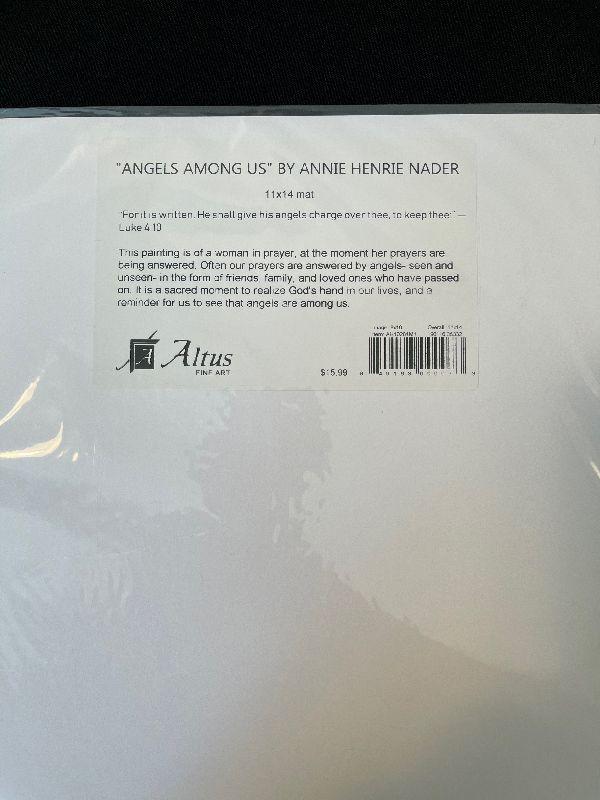 "ANGELS AMONG US" BY ANNIE HENRIE NADER
11x14 mat
"For it is written, He shall give his angels charge over thee, to keep thee:" —
Luke 4:10
This painting is of a woman in prayer, at the moment her prayers are
being answered. Often our prayers are answered by angels- seen and
unseen- in the form of friends, family, and loved ones who have passed
on. It is a sacred moment to realize God's hand in our lives, and a
reminder for us to see that angels are among us.
Image: 8x10 Overall: 11x14
A Altus
FINE ART
$15.99